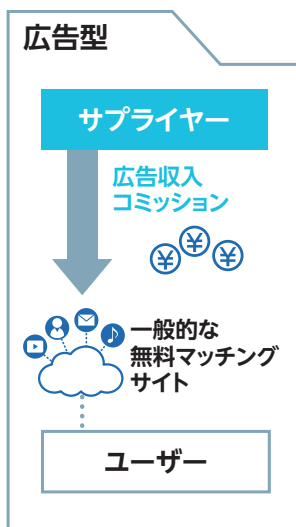 広告型
サプライヤー
広告収入
コミッション
¥ ¥ ¥
一般的な
無料マッチング
サイト
ユーザー